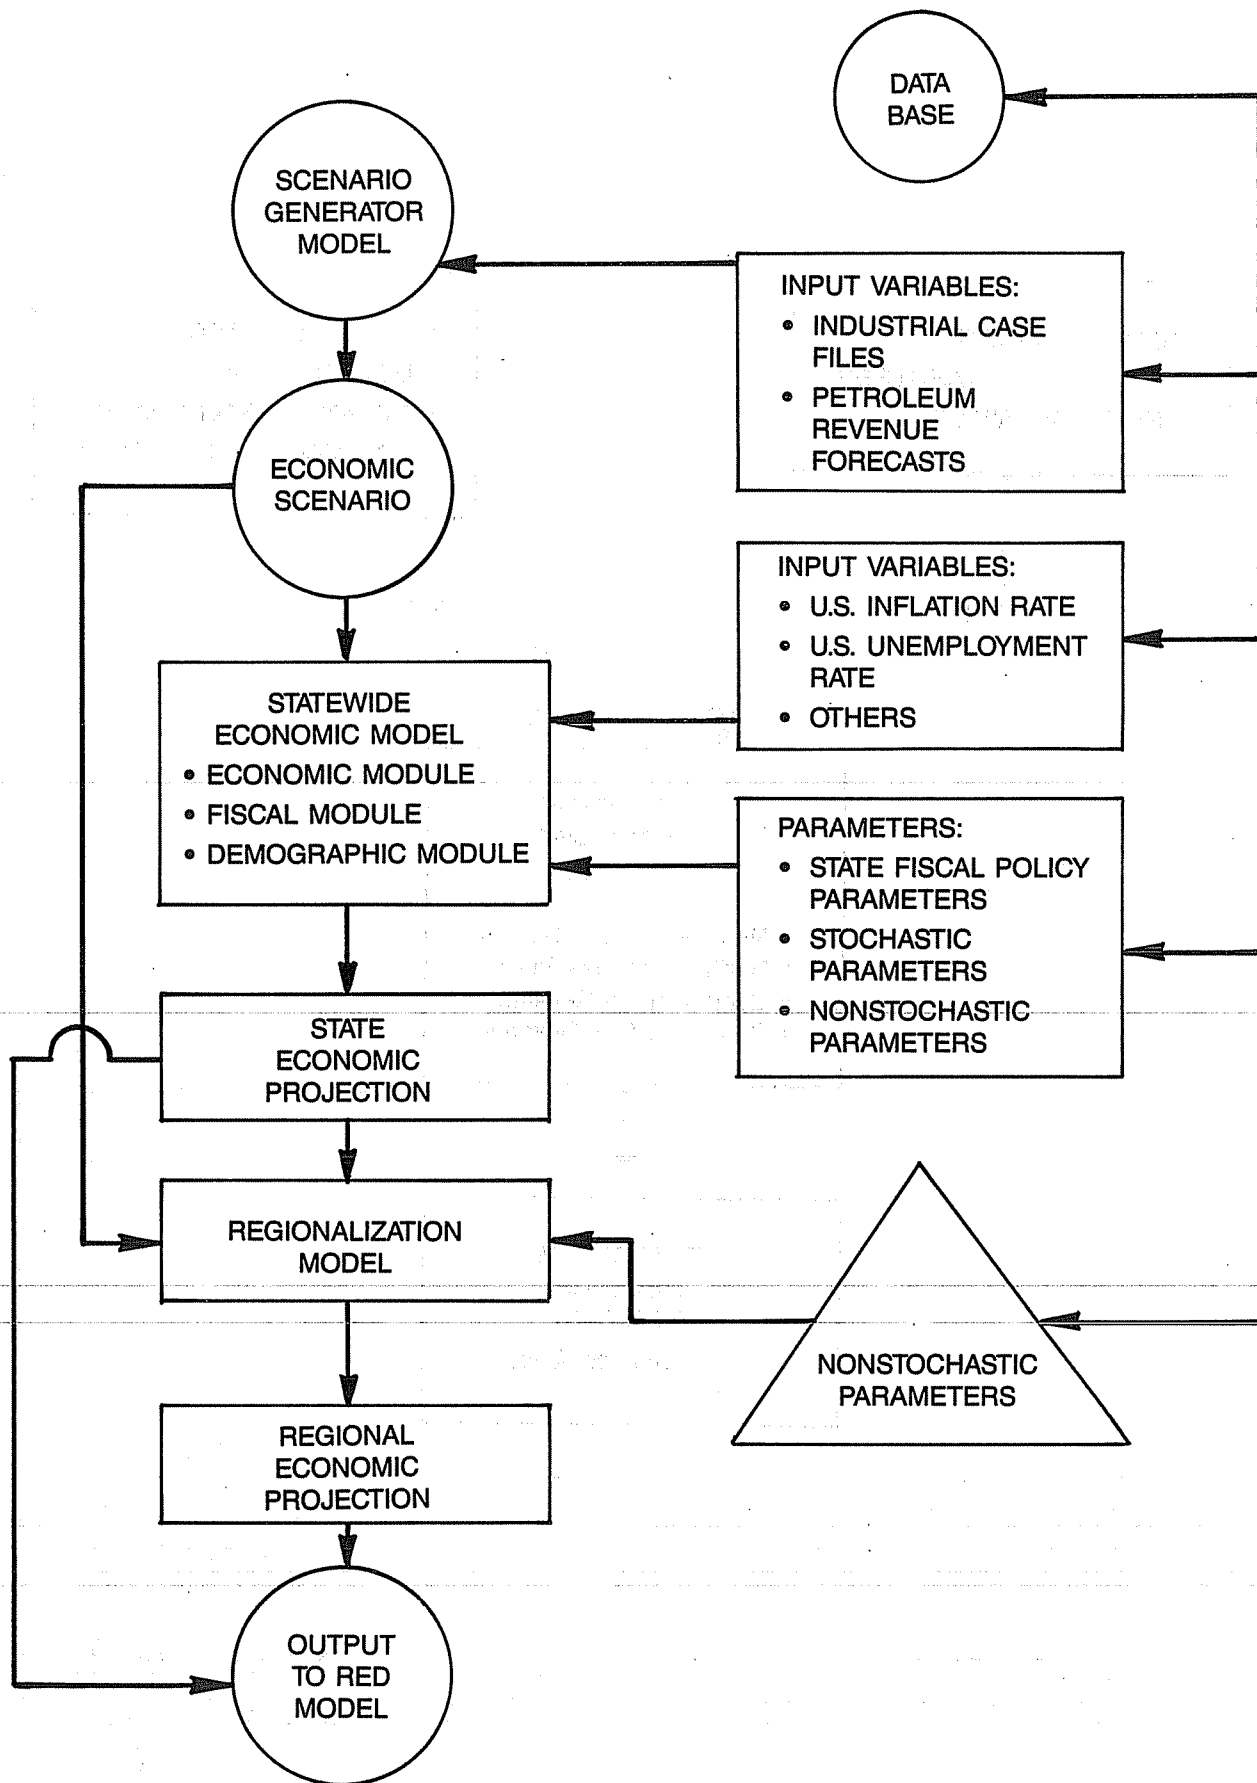 DATA
BASE
SCENARIO
GENERATOR
MODEL
INPUT VARIABLES:
• INDUSTRIAL CASE
FILES
• PETROLEUM
REVENUE
FORECASTS
ECONOMIC
SCENARIO
INPUT VARIABLES:
• U.S. INFLATION RATE
• U.S. UNEMPLOYMENT
RATE
• OTHERS
STATEWIDE
ECONOMIC MODEL
• ECONOMIC MODULE
• FISCAL MODULE
• DEMOGRAPHIC MODULE
PARAMETERS:
• STATE FISCAL POLICY
PARAMETERS
• STOCHASTIC
PARAMETERS
• NONSTOCHASTIC
PARAMETERS
STATE
ECONOMIC
PROJECTION
REGIONALIZATION
MODEL
NONSTOCHASTIC
PARAMETERS
REGIONAL
ECONOMIC
PROJECTION
OUTPUT
TO RED
MODEL